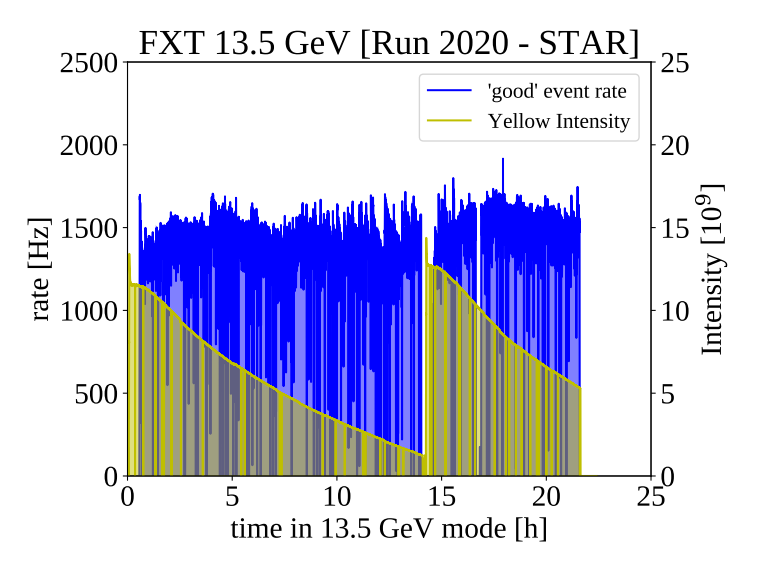 FXT 13.5 GeV [Run 2020 - STAR]
2500
2000
1500
1000
500
0
rate [Hz]
25
20
15
10
5
0
Intensity [10⁹]
'good' event rate
Yellow Intensity
0 5 10 15 20 25
time in 13.5 GeV mode [h]